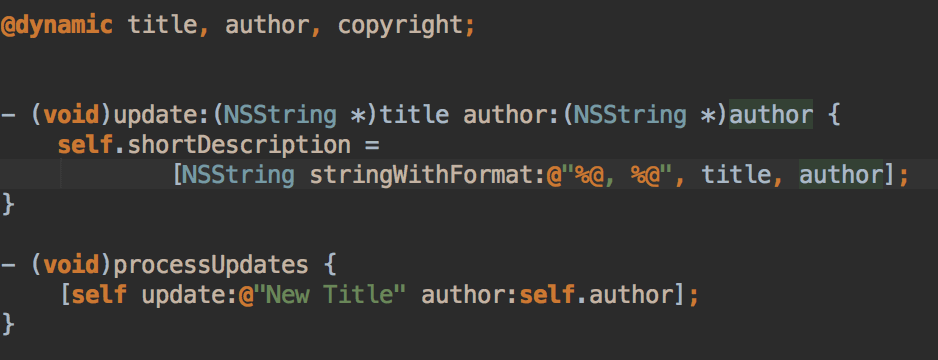 @dynamic title, author, copyright;
- (void)update:(NSString *)title author:(NSString *)author {
self.shortDescription =
[NSString stringWithFormat:@"%@, %@", title, author];
}
- (void)processUpdates {
[self update:@"New Title" author:self.author];
}